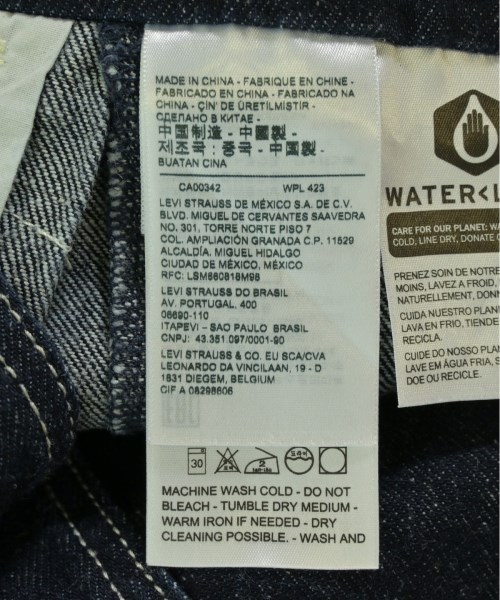 MADE IN CHINA - FABRIQUE EN CHINE -
FABRICADO EN CHINA - FABRICADO NA
CHINA - ÇIN' DE ÜRETILMISTIR -
СДЕЛАНО В КИТАЕ -
中国制造 - 中國製 -
제조국 : 중국 - 中国製 -
BUATAN CINA
CA00342 WPL 423
LEVI STRAUSS DE MÉXICO S.A. DE C.V.
BLVD. MIGUEL DE CERVANTES SAAVEDRA
NO. 301, TORRE NORTE PISO 7
COL. AMPLIACIÓN GRANADA C.P. 11529
ALCALDÍA. MIGUEL HIDALGO
CIUDAD DE MÉXICO, MÉXICO
RFC: LSM680818M98
LEVI STRAUSS DO BRASIL
AV. PORTUGAL, 400
06690-110
ITAPEVI - SAO PAULO BRASIL
CNPJ: 43.351.097/0001-90
LEVI STRAUSS & CO. EU SCA/CVA
LEONARDO DA VINCILAAN, 19 - D
1831 DIEGEM, BELGIUM
CIF A 08298606
30
MACHINE WASH COLD - DO NOT
BLEACH - TUMBLE DRY MEDIUM -
WARM IRON IF NEEDED - DRY
CLEANING POSSIBLE. - WASH AND
WATER<L
CARE FOR OUR PLANET: WA
COLD, LINE DRY, DONATE O
PRENEZ SOIN DE NOTRE
MOINS, LAVEZ A FROID,
NATURELLEMENT, DONN
CUIDA NUESTRO PLAN
LAVA EN FRIO, TIENDE
RECICLA.
CUIDE DO NOSSO PLAN
LAVE EM ÁGUA FRIA, S
DOE OU RECICLE.